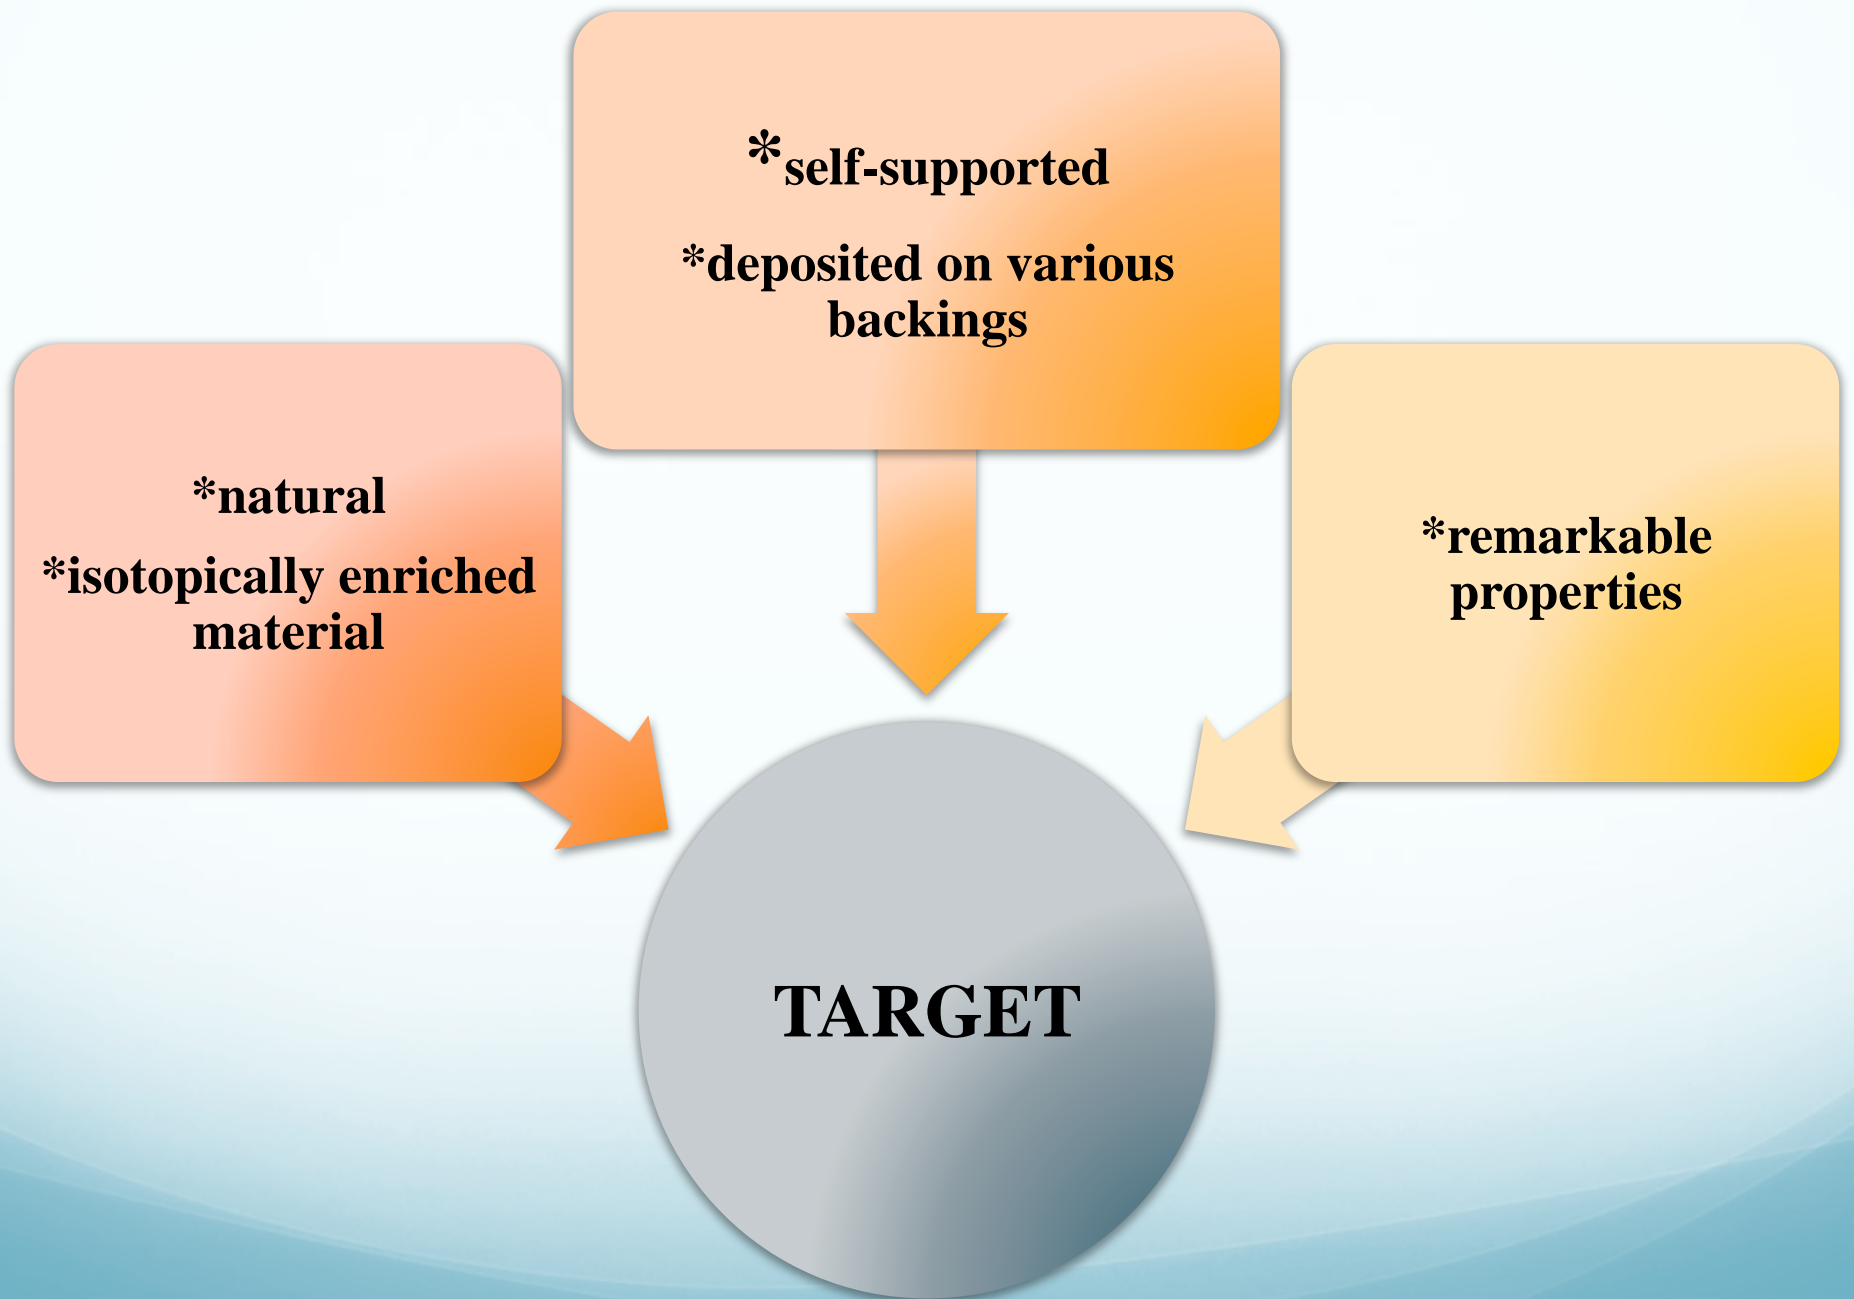 *self-supported
*deposited on various
backings
*natural
*isotopically enriched
material
*remarkable
properties
TARGET